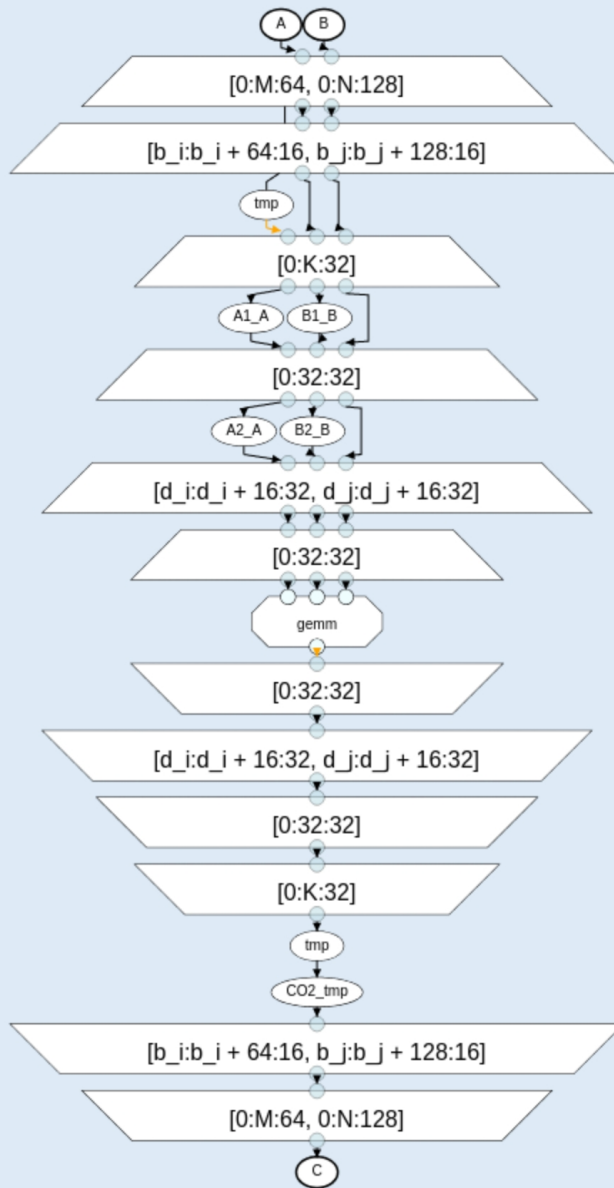 A B
[0:M:64, 0:N:128]
[b_i:b_i + 64:16, b_j:b_j + 128:16]
tmp
[0:K:32]
A1_A B1_B
[0:32:32]
A2_A B2_B
[d_i:d_i + 16:32, d_j:d_j + 16:32]
[0:32:32]
gemm
[0:32:32]
[d_i:d_i + 16:32, d_j:d_j + 16:32]
[0:32:32]
[0:K:32]
tmp
CO2_tmp
[b_i:b_i + 64:16, b_j:b_j + 128:16]
[0:M:64, 0:N:128]
C